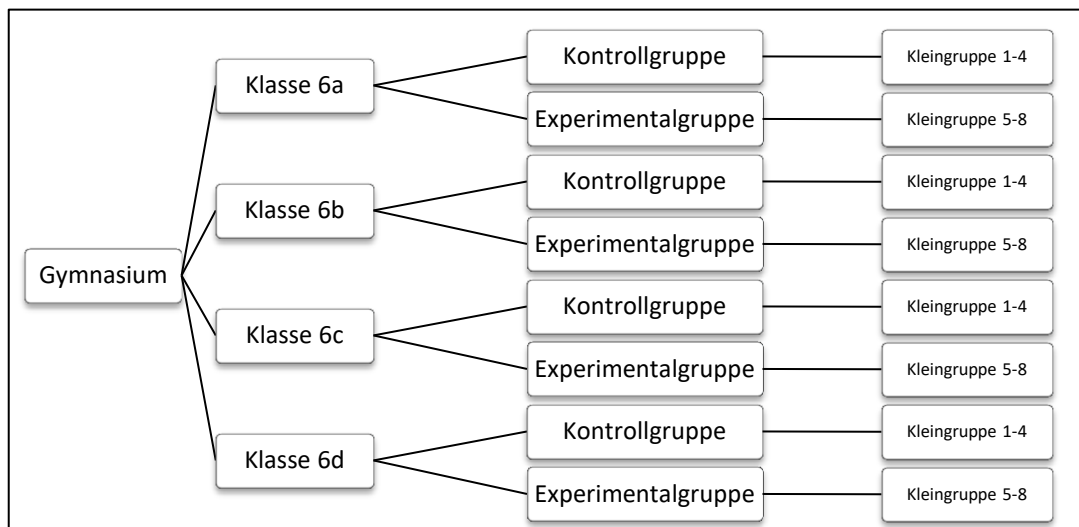 Gymnasium
Klasse 6a
Kontrollgruppe
Kleingruppe 1-4
Experimentalgruppe
Kleingruppe 5-8
Klasse 6b
Kontrollgruppe
Kleingruppe 1-4
Experimentalgruppe
Kleingruppe 5-8
Klasse 6c
Kontrollgruppe
Kleingruppe 1-4
Experimentalgruppe
Kleingruppe 5-8
Klasse 6d
Kontrollgruppe
Kleingruppe 1-4
Experimentalgruppe
Kleingruppe 5-8